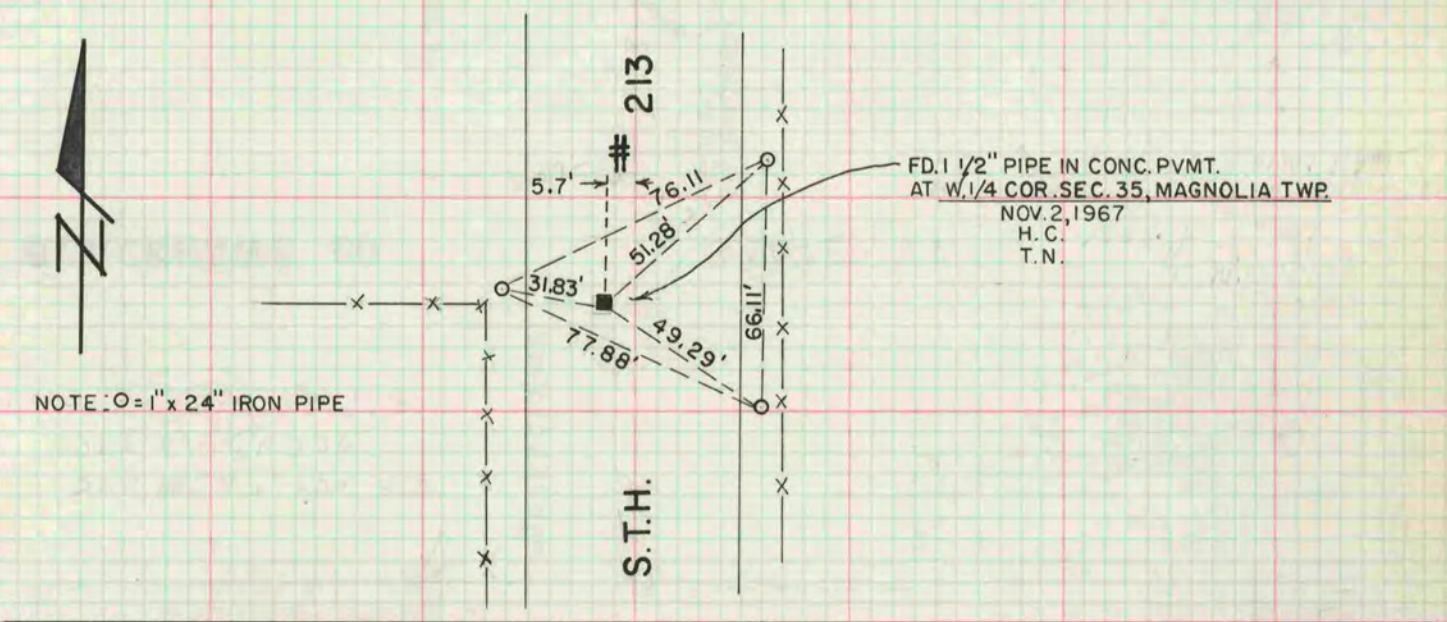 # 213
5.7'
76.11
FD. 1 1/2" PIPE IN CONC. PVMT.
AT W. 1/4 COR. SEC. 35, MAGNOLIA TWP.
NOV. 2, 1967
H. C.
T. N.
51.28'
31.83'
66.11'
49.29'
77.88'
N
NOTE: O = 1" x 24" IRON PIPE
S.T.H.